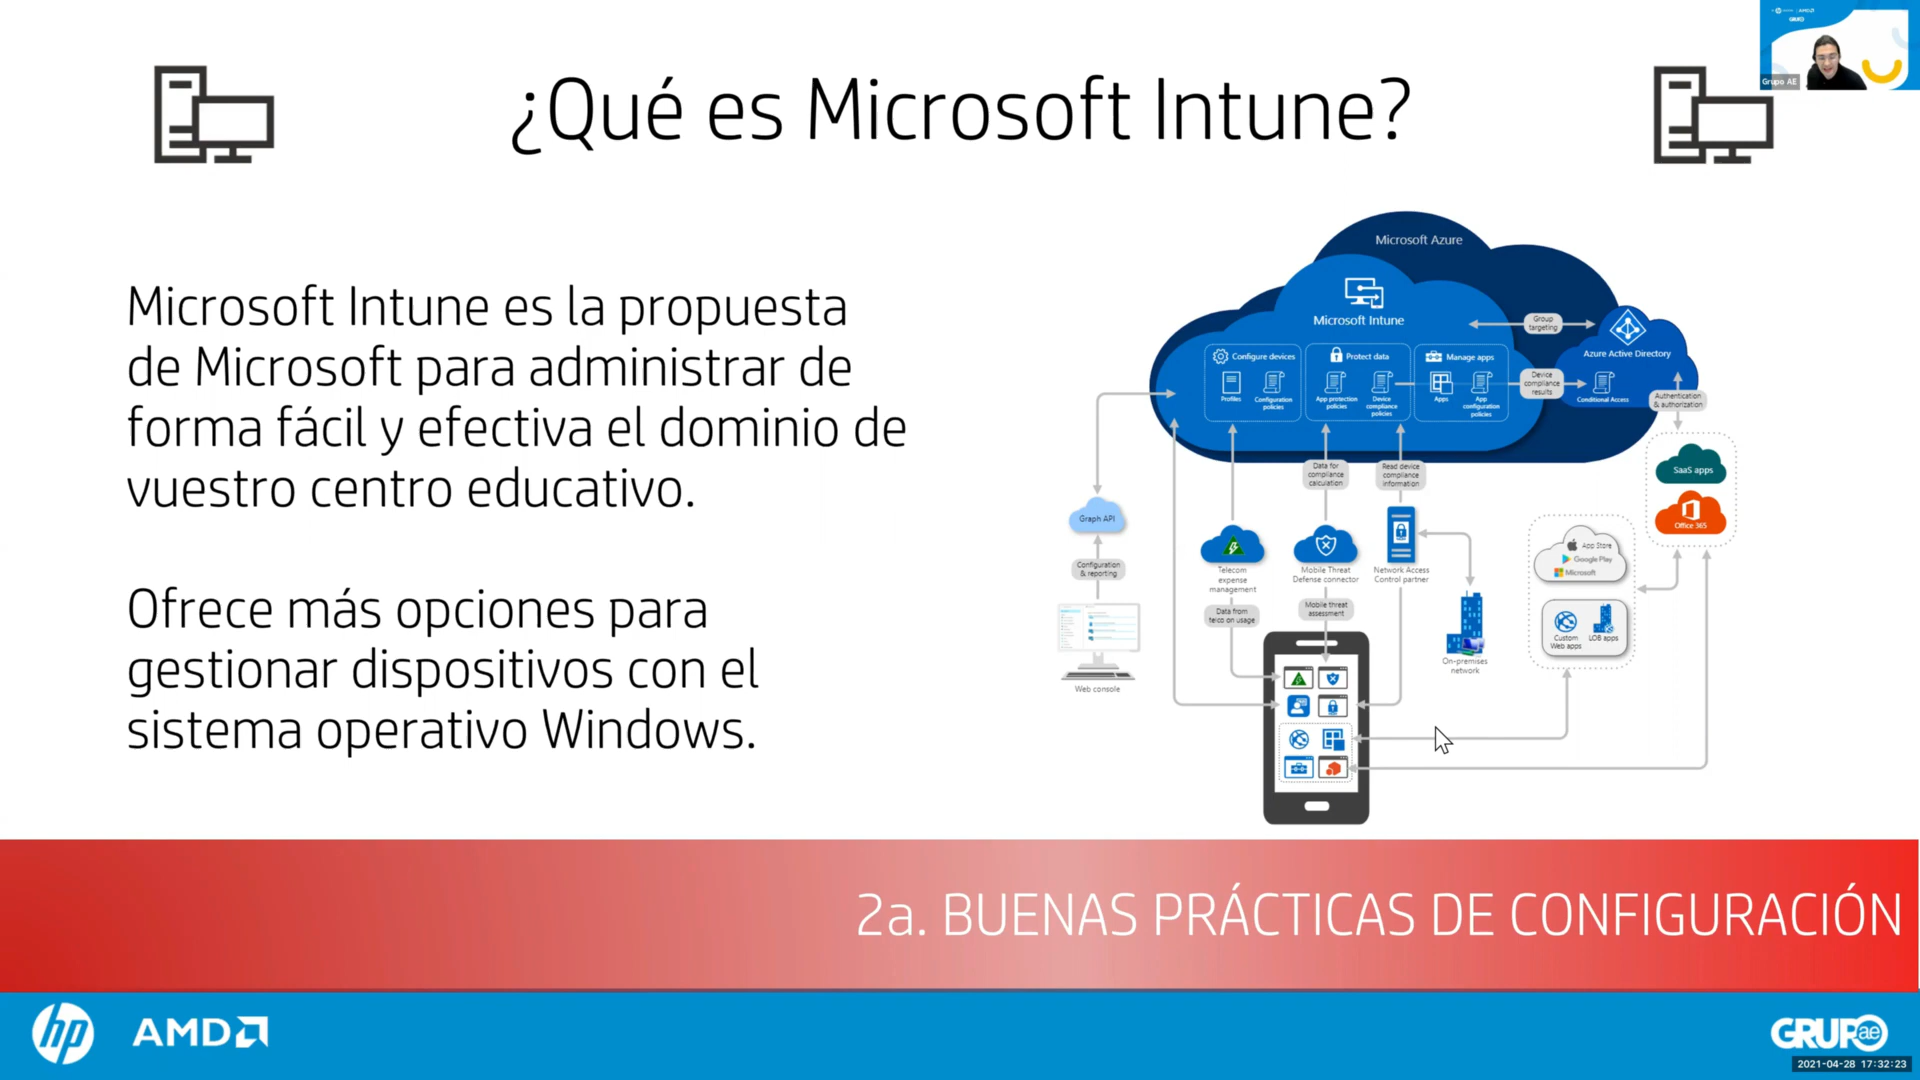 ¿Qué es Microsoft Intune?
Grupo AE
AMD
GRUPO
Microsoft Intune es la propuesta
de Microsoft para administrar de
forma fácil y efectiva el dominio de
vuestro centro educativo.
Ofrece más opciones para
gestionar dispositivos con el
sistema operativo Windows.
Microsoft Azure
Microsoft Intune
Group
targeting
Azure Active Directory
Configure devices
Protect data
Manage apps
Profiles
Configuration
policies
App protection
policies
Device
compliance
policies
Apps
App
configuration
policies
Device
compliance
results
Conditional Access
Authentication
& authorization
Data for
compliance
calculation
Read device
compliance
information
SaaS apps
Office 365
Graph API
Configuration
& reporting
Web console
Telecom
expense
management
Mobile Threat
Defense connector
Network Access
Control partner
Data from
telco on usage
Mobile threat
assessment
App Store
Google Play
Microsoft
Custom
Web apps
LOB apps
On-premises
network
2a. BUENAS PRÁCTICAS DE CONFIGURACIÓN
hp
AMD
GRUPOae
2021-04-28 17:32:23